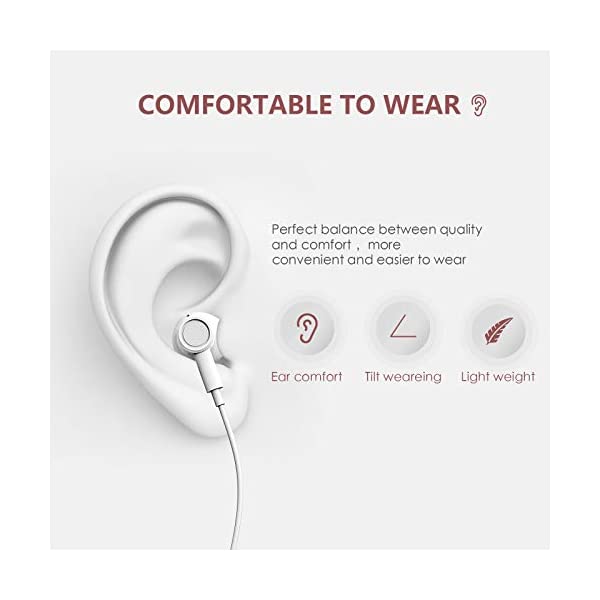 COMFORTABLE TO WEAR
Perfect balance between quality
and comfort , more
convenient and easier to wear
Ear comfort
Tilt weareing
Light weight